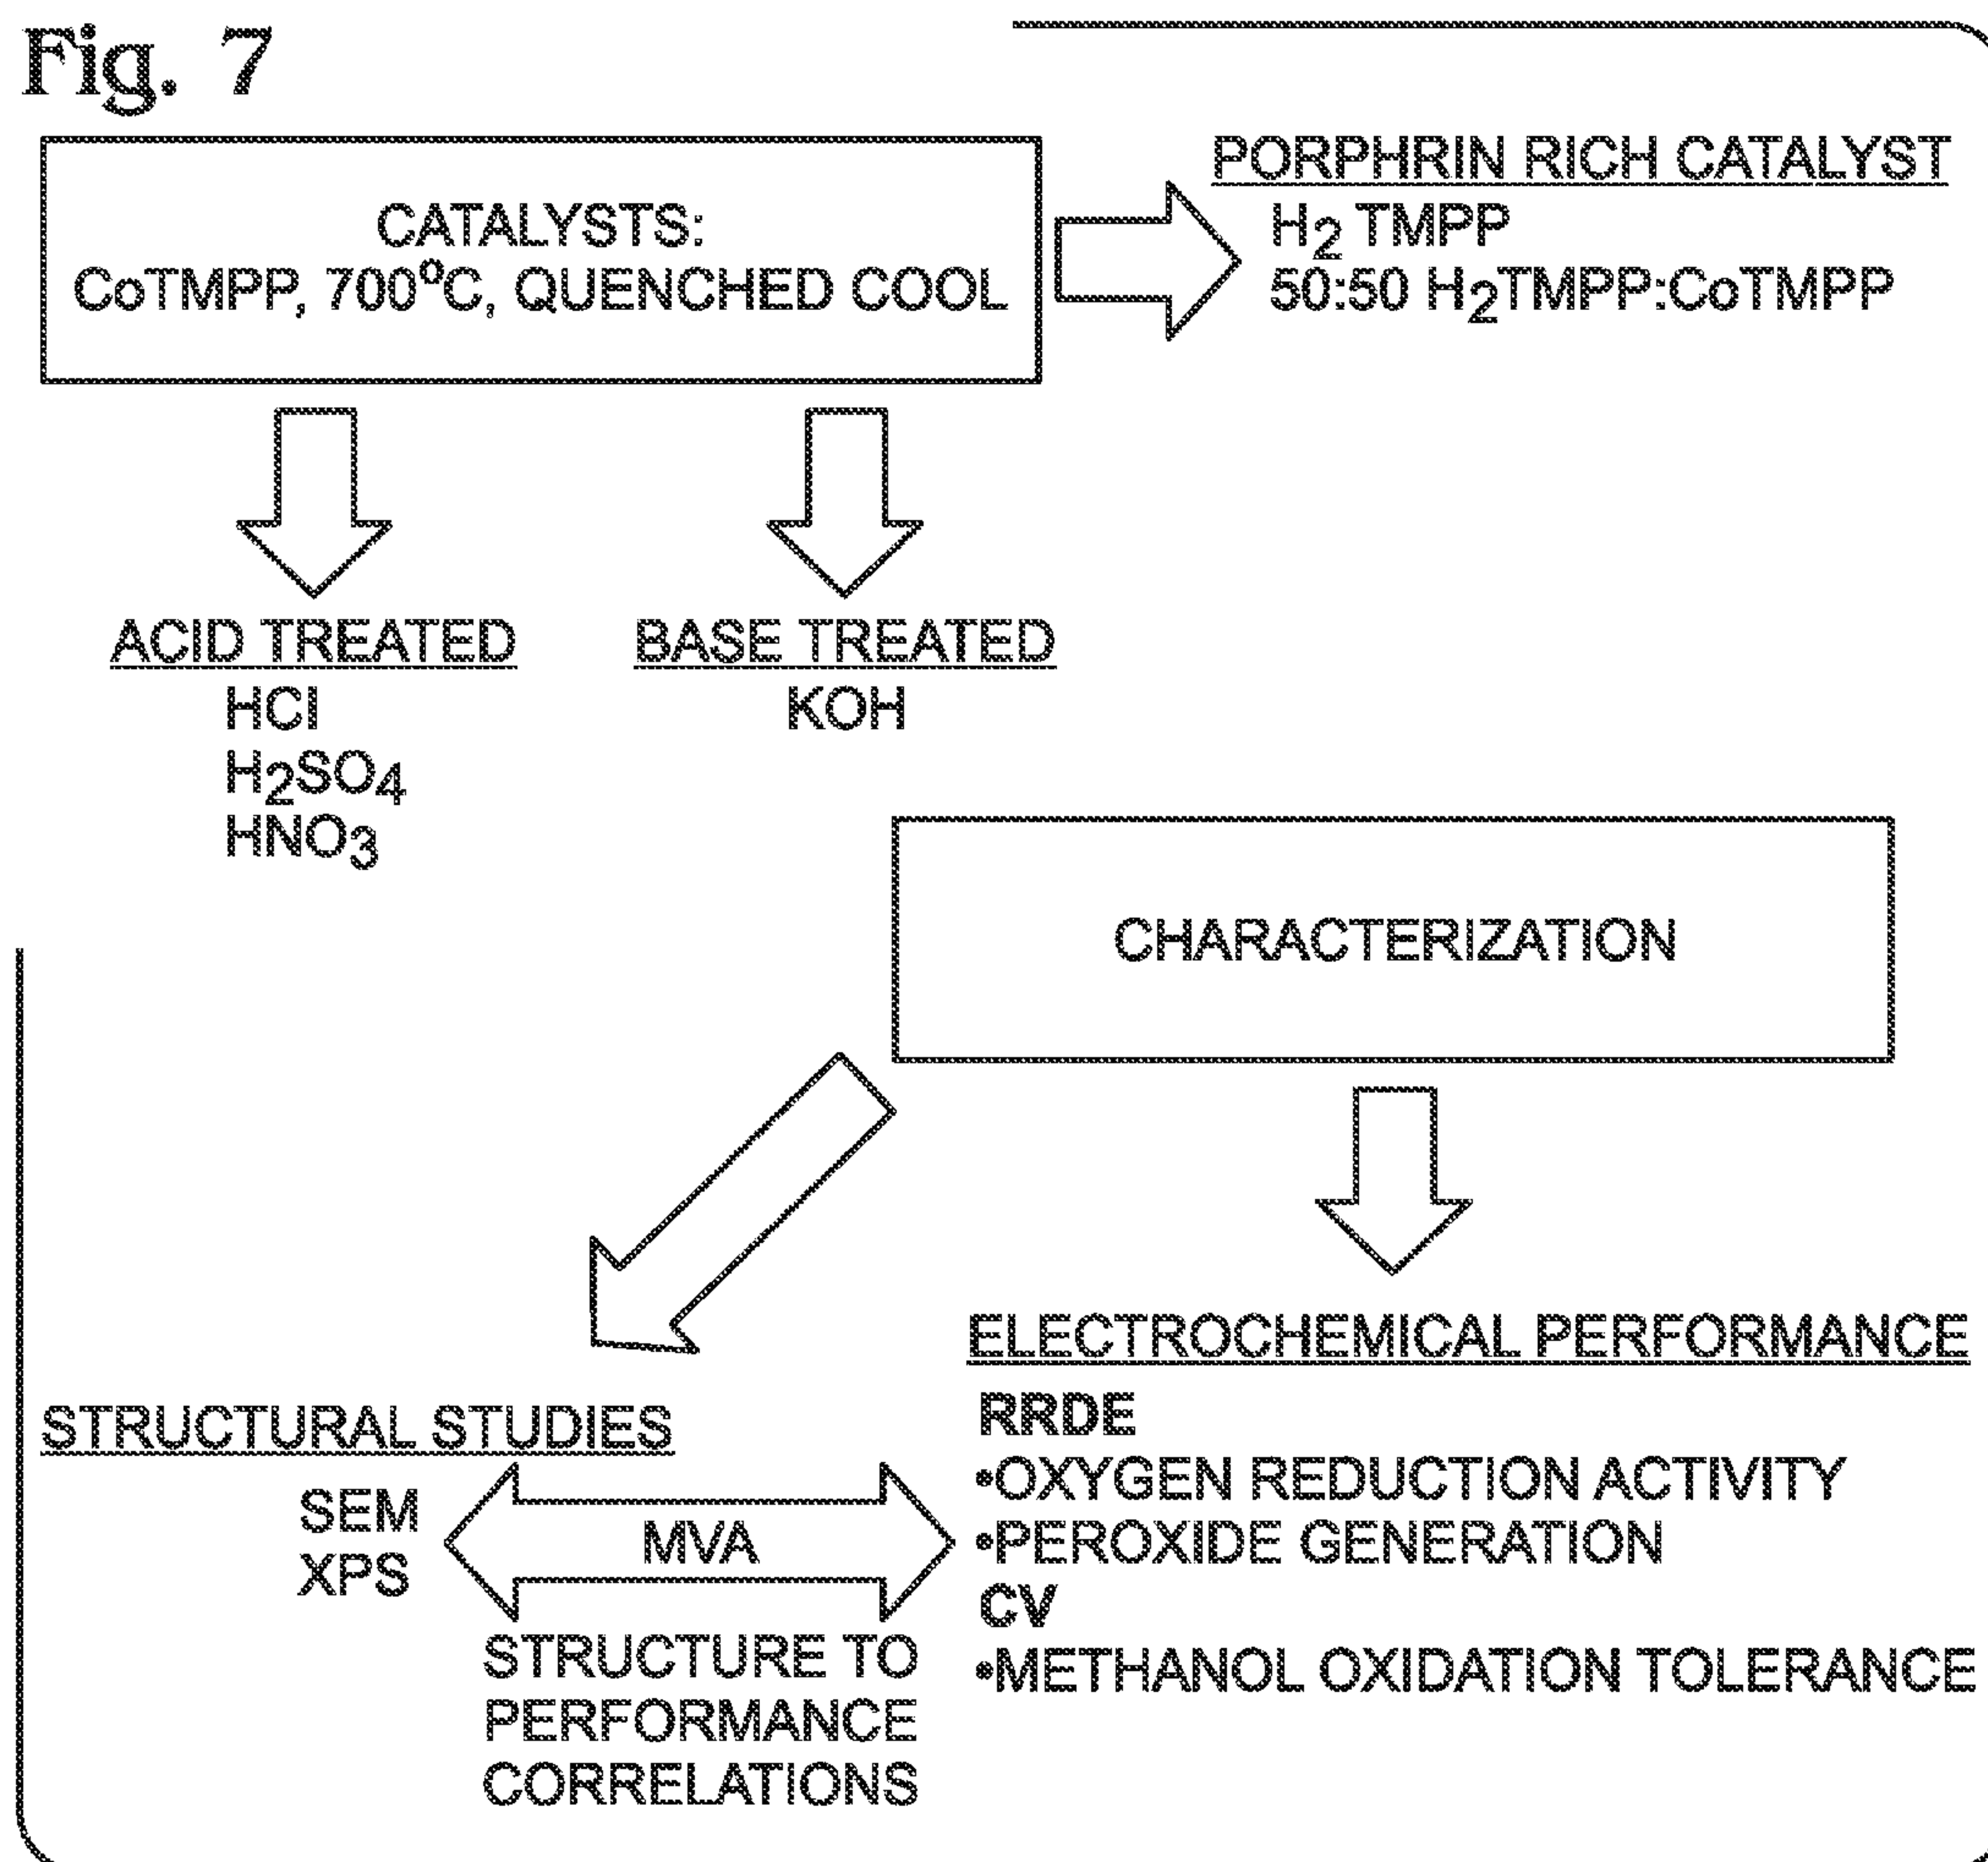 Fig. 7
CATALYSTS:
CoTMPP, 700°C, QUENCHED COOL
PORPHRIN RICH CATALYST
H2 TMPP
50:50 H2TMPP:CoTMPP
ACID TREATED
HCl
H2SO4
HNO3
BASE TREATED
KOH
CHARACTERIZATION
STRUCTURAL STUDIES
SEM
XPS
MVA
STRUCTURE TO
PERFORMANCE
CORRELATIONS
ELECTROCHEMICAL PERFORMANCE
RRDE
•OXYGEN REDUCTION ACTIVITY
•PEROXIDE GENERATION
CV
•METHANOL OXIDATION TOLERANCE